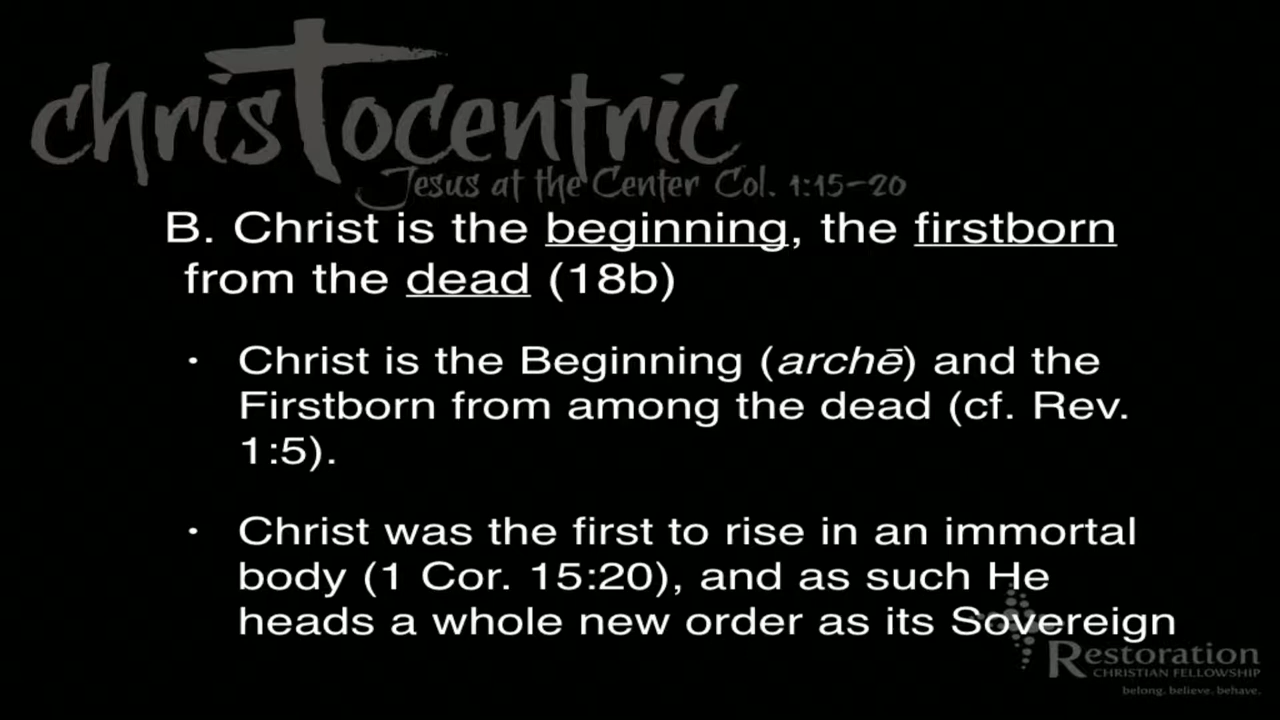 chrisTocentric
Jesus at the Center Col. 1:15-20
B. Christ is the beginning, the firstborn
from the dead (18b)
• Christ is the Beginning (archē) and the
Firstborn from among the dead (cf. Rev.
1:5).
• Christ was the first to rise in an immortal
body (1 Cor. 15:20), and as such He
heads a whole new order as its Sovereign
Restoration
CHRISTIAN FELLOWSHIP
belong. believe. behave.